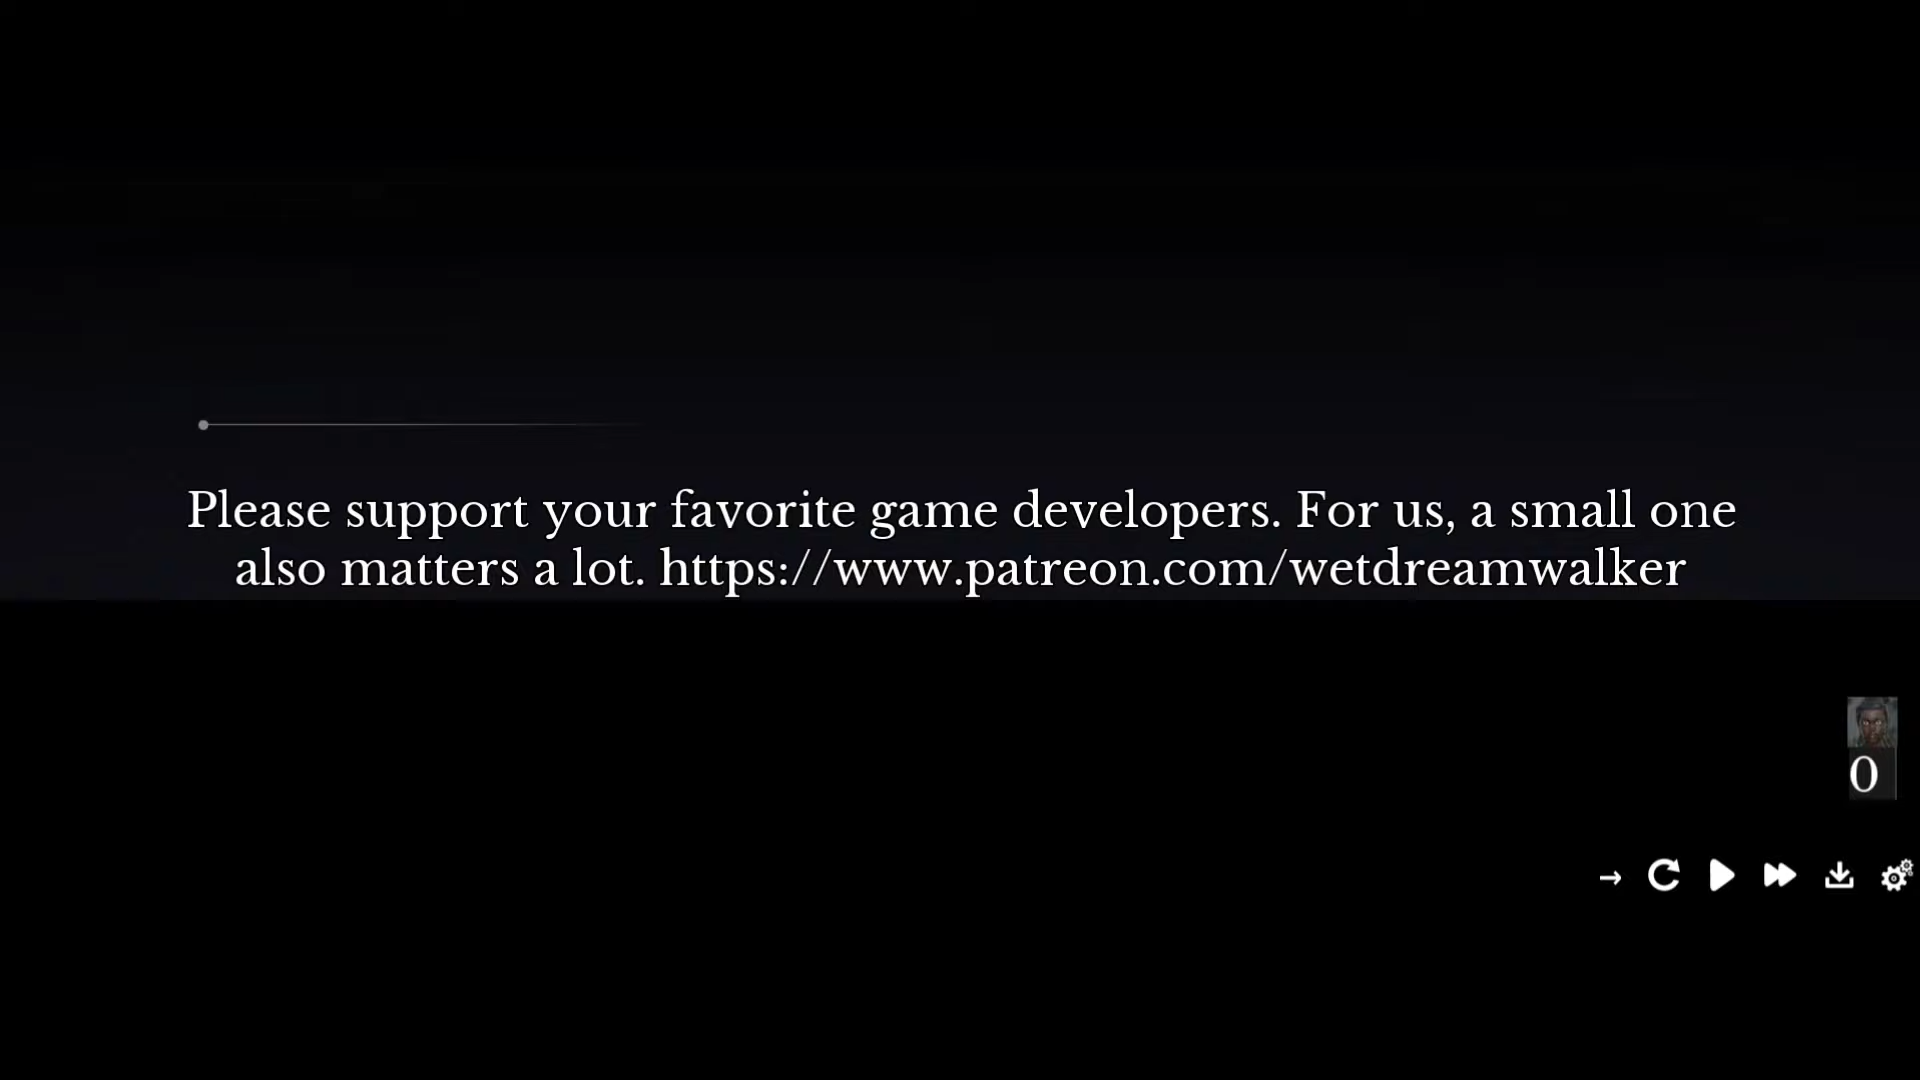 Please support your favorite game developers. For us, a small one
also matters a lot. https://www.patreon.com/wetdreamwalker
0